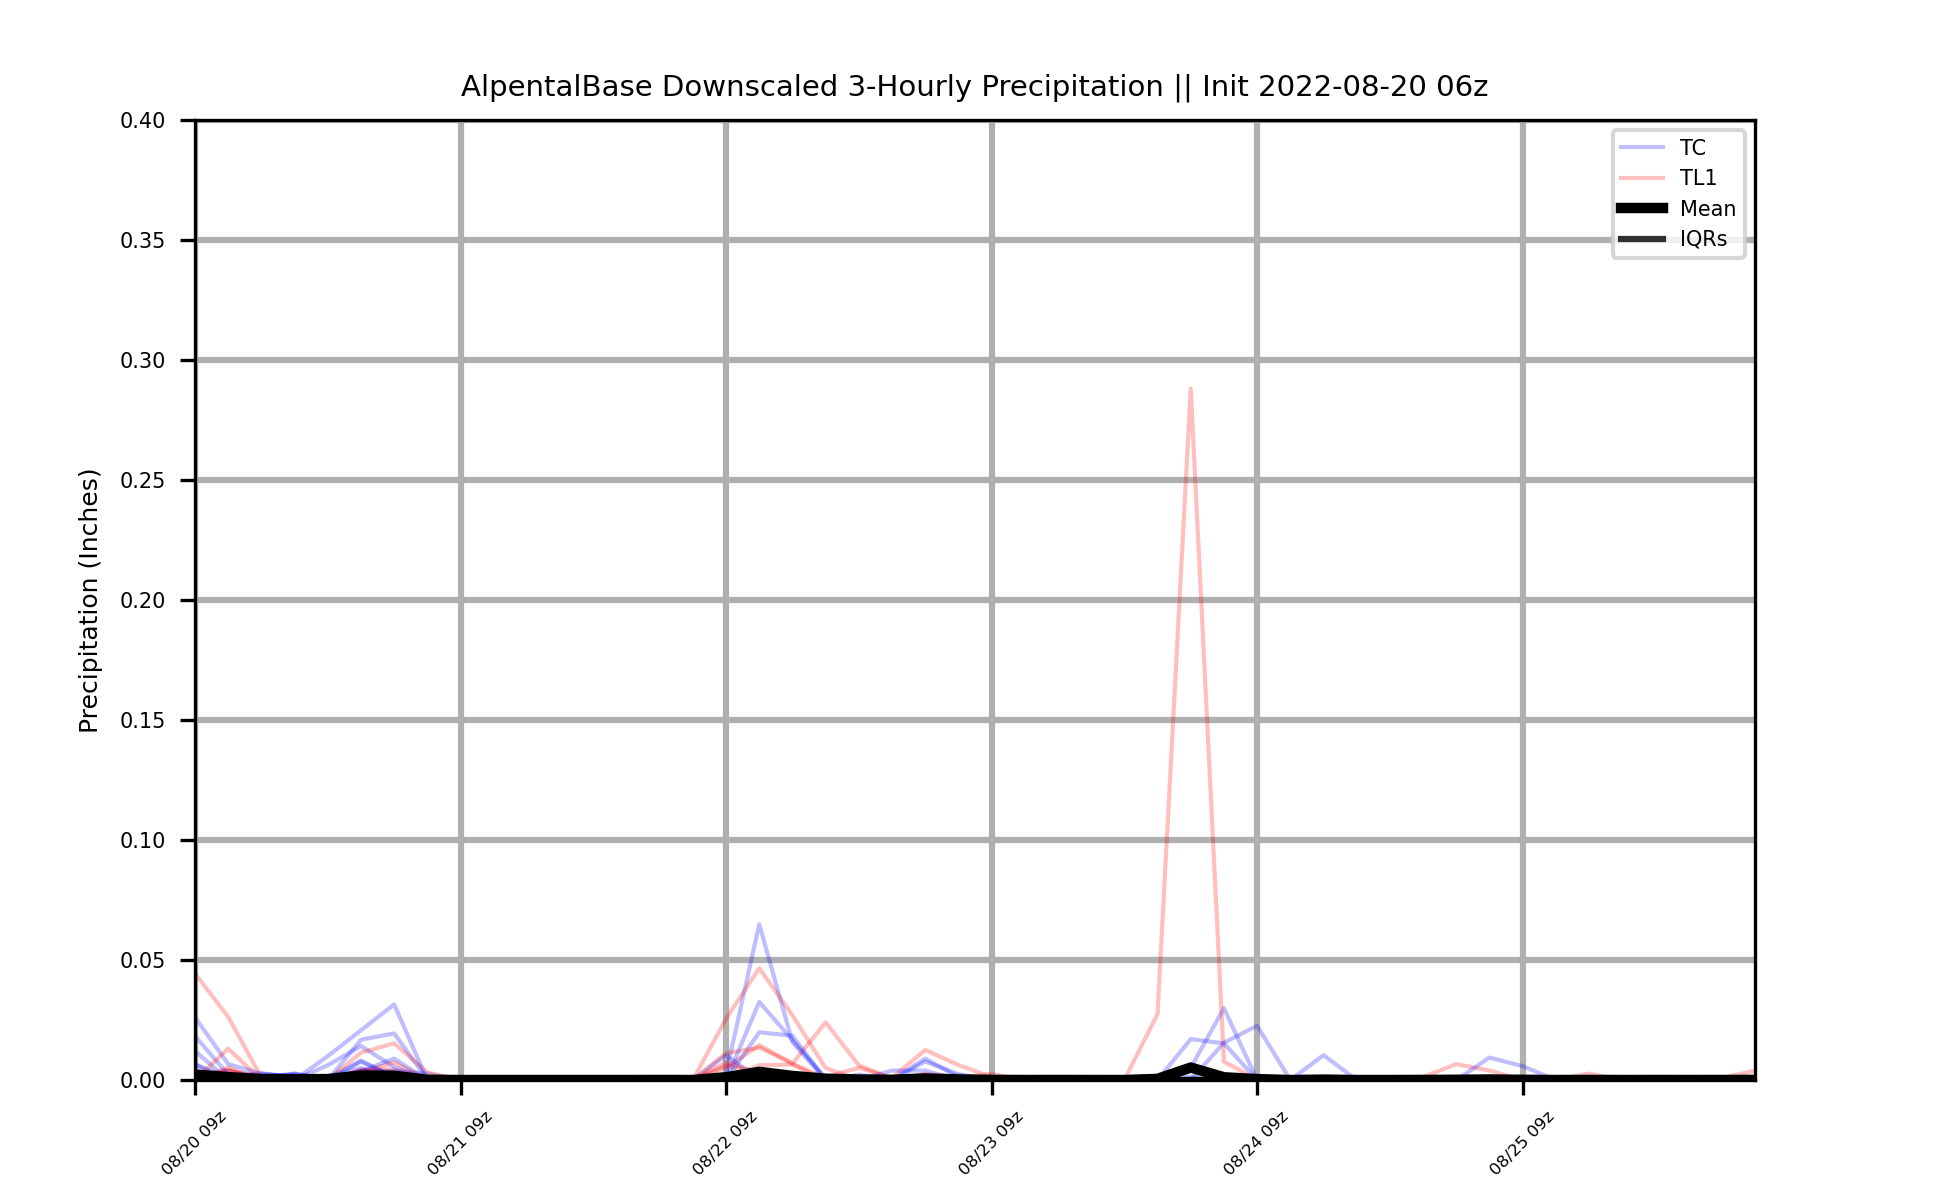 AlpentalBase Downscaled 3-Hourly Precipitation || Init 2022-08-20 06z
TC
TL1
Mean
IQRs
Precipitation (Inches)
0.40
0.35
0.30
0.25
0.20
0.15
0.10
0.05
0.00
08/20 09z
08/21 09z
08/22 09z
08/23 09z
08/24 09z
08/25 09z